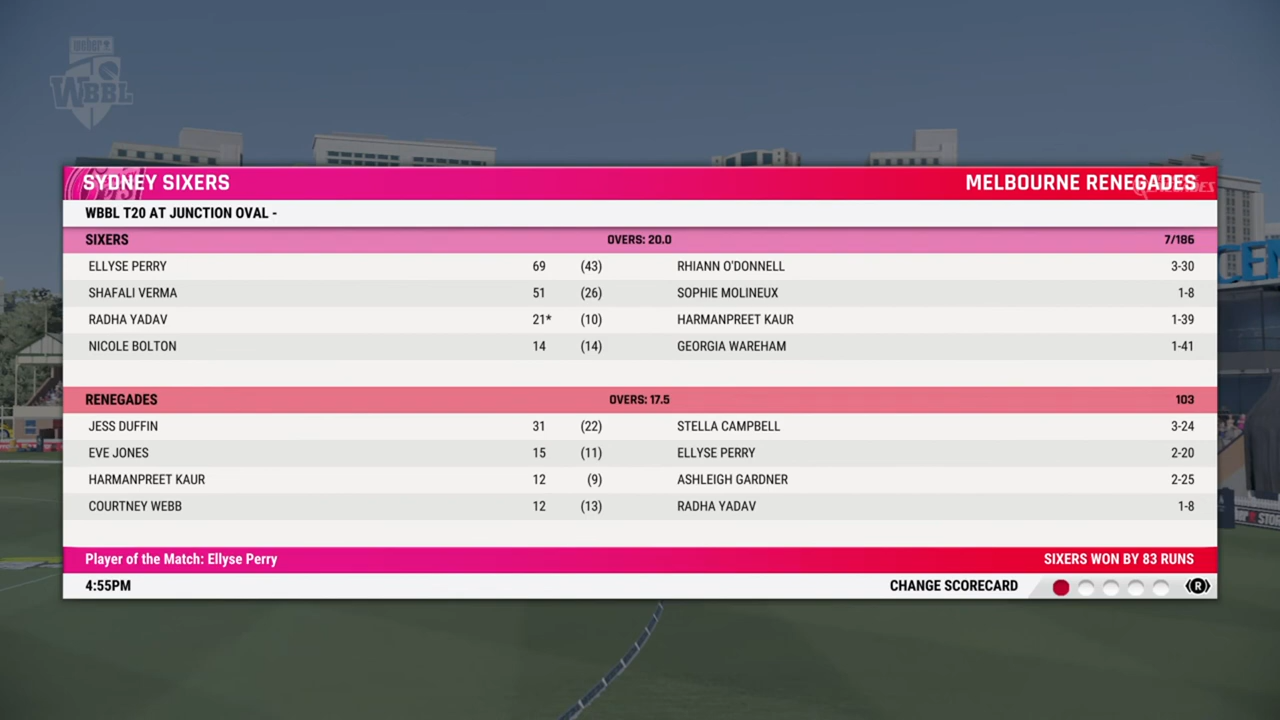 weber
WBBL
SYDNEY SIXERS
MELBOURNE RENEGADES
WBBL T20 AT JUNCTION OVAL -
SIXERS OVERS: 20.0 7/186
ELLYSE PERRY 69 (43) RHIANN O'DONNELL 3-30
SHAFALI VERMA 51 (26) SOPHIE MOLINEUX 1-8
RADHA YADAV 21* (10) HARMANPREET KAUR 1-39
NICOLE BOLTON 14 (14) GEORGIA WAREHAM 1-41
RENEGADES OVERS: 17.5 103
JESS DUFFIN 31 (22) STELLA CAMPBELL 3-24
EVE JONES 15 (11) ELLYSE PERRY 2-20
HARMANPREET KAUR 12 (9) ASHLEIGH GARDNER 2-25
COURTNEY WEBB 12 (13) RADHA YADAV 1-8
Player of the Match: Ellyse Perry SIXERS WON BY 83 RUNS
4:55PM CHANGE SCORECARD R